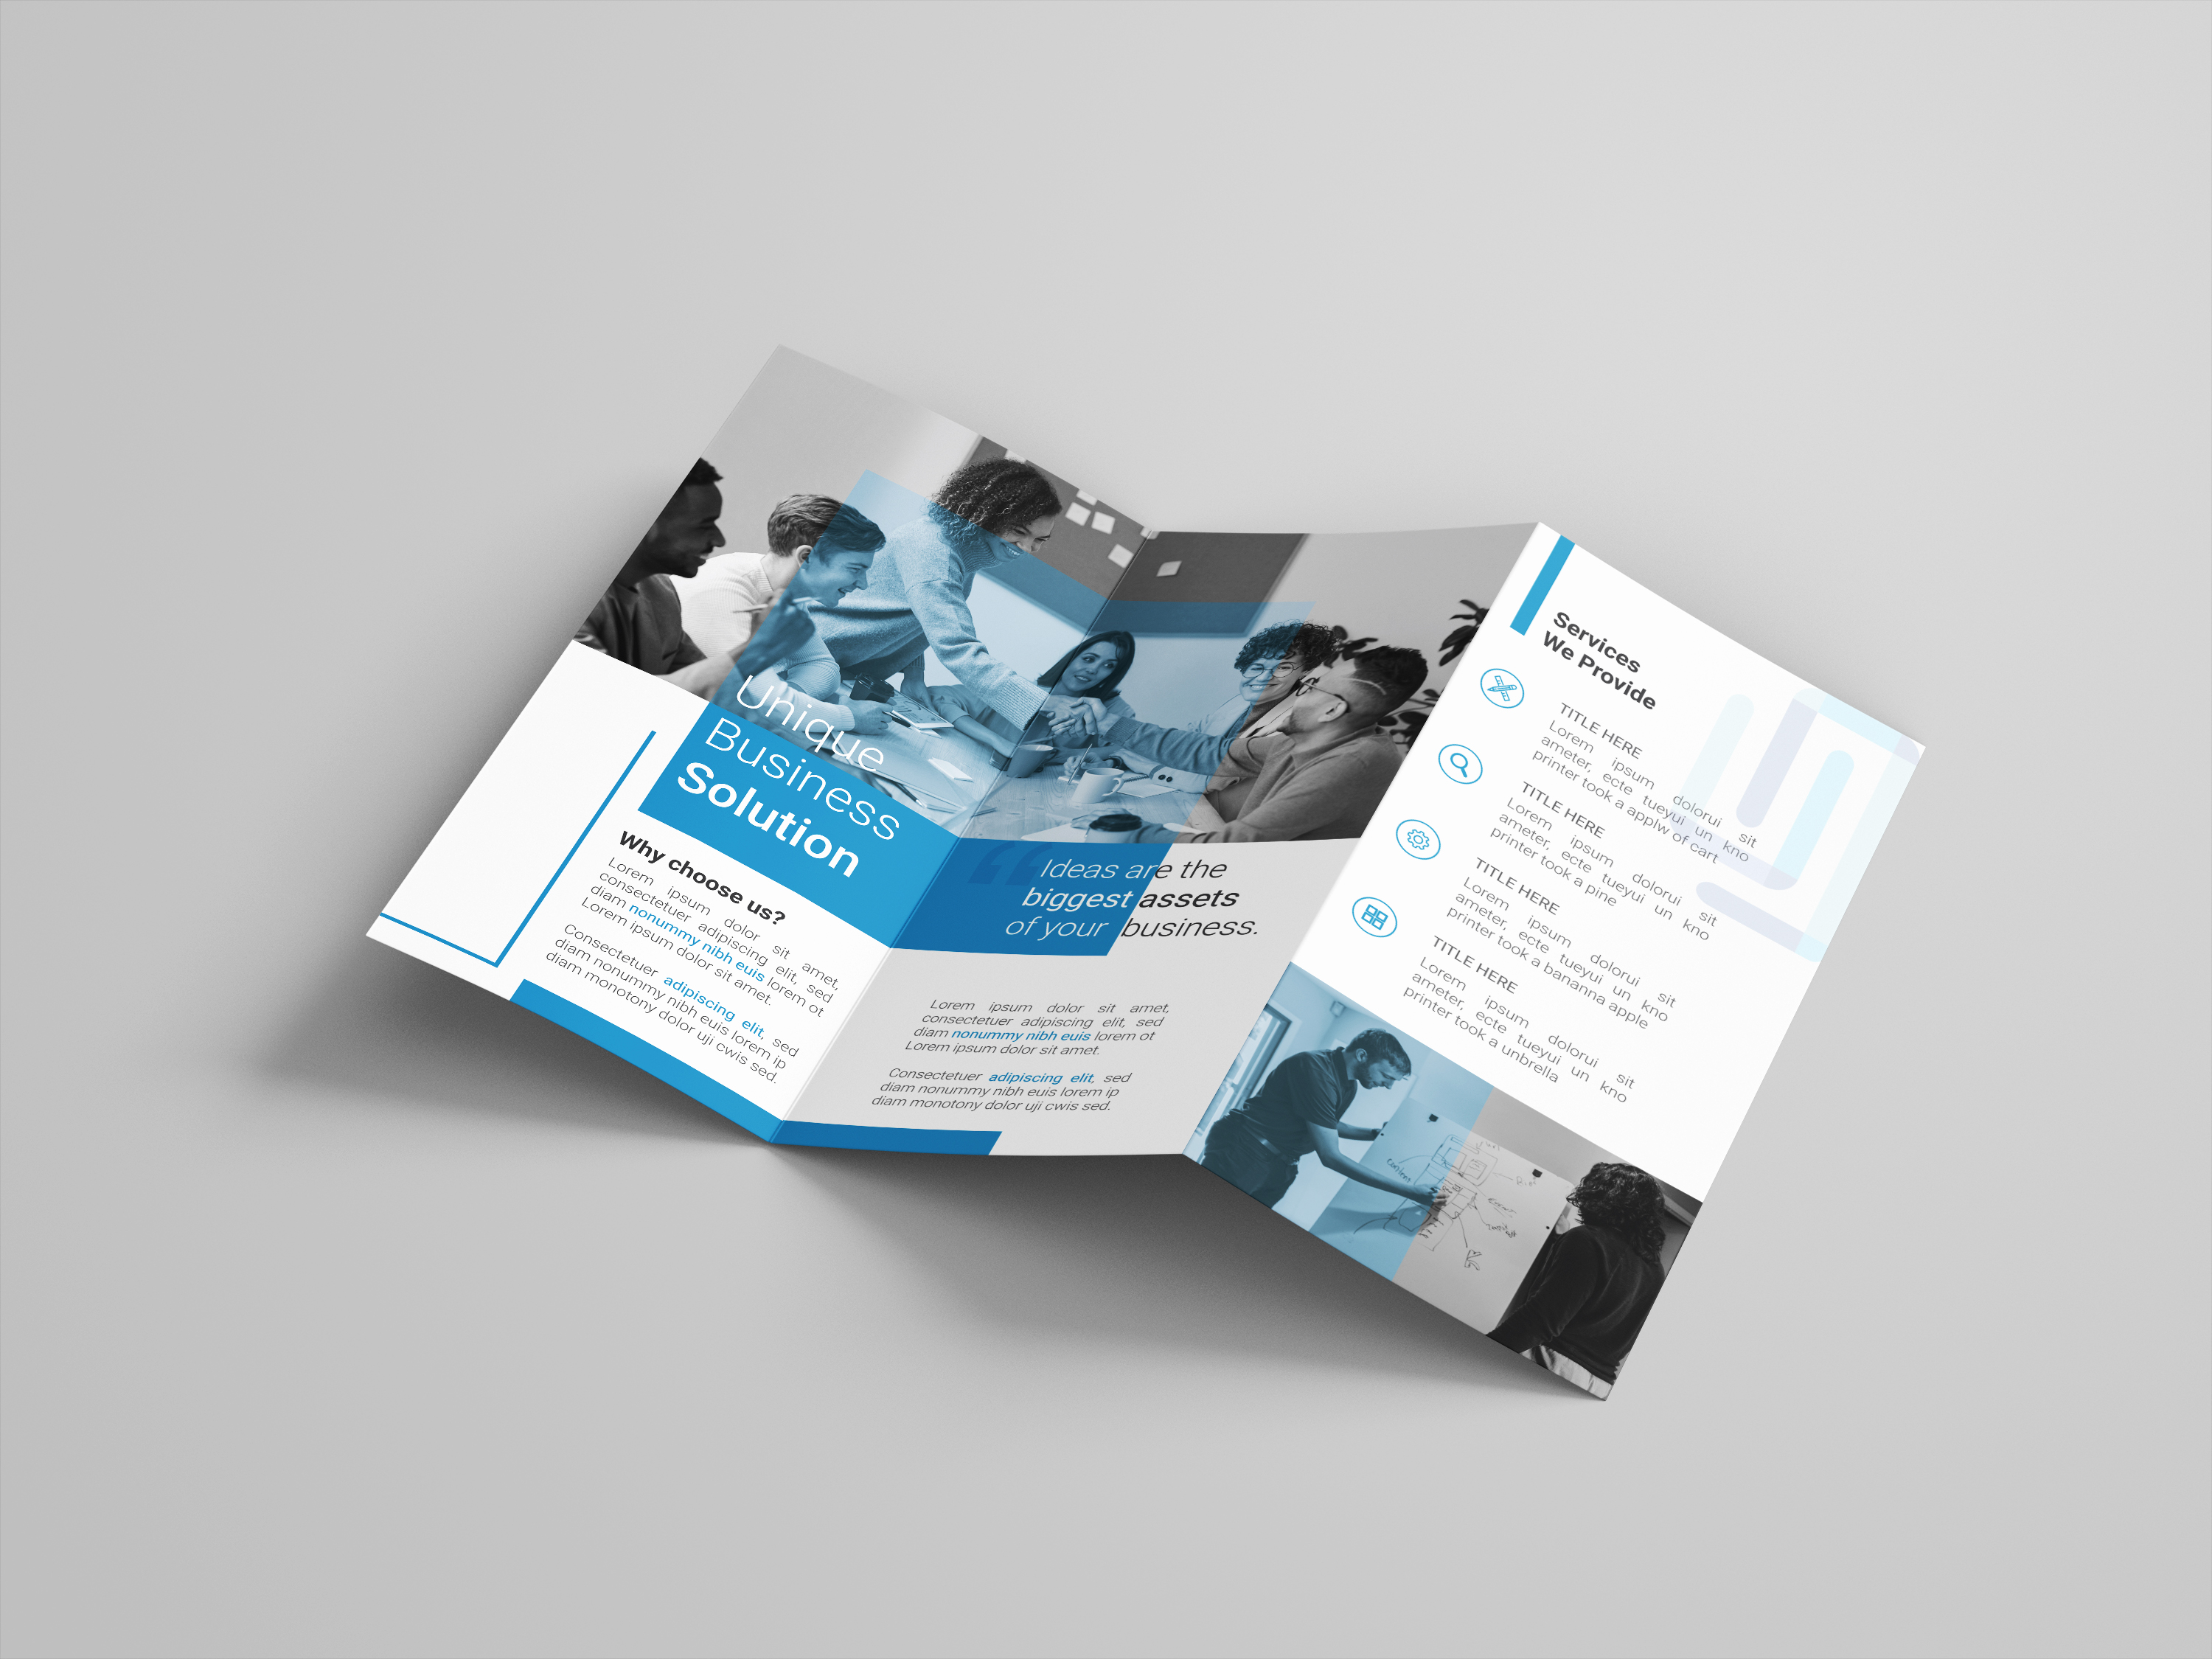 Unique
Business
Solution
Why choose us?
Lorem ipsum dolor sit amet,
consectetuer adipiscing elit, sed
diam nonummy nibh euis lorem ot
Lorem ipsum dolor sit amet.
Consectetuer adipiscing elit, sed
diam nonummy nibh euis lorem ip
diam monotony dolor uji cwis sed.
“
Ideas are the
biggest assets
of your business.
Lorem ipsum dolor sit amet,
consectetuer adipiscing elit, sed
diam nonummy nibh euis lorem ot
Lorem ipsum dolor sit amet.
Consectetuer adipiscing elit, sed
diam nonummy nibh euis lorem ip
diam monotony dolor uji cwis sed.
Services
We Provide
TITLE HERE
Lorem ipsum dolorui sit
ameter, ecte tueyui un kno
printer took a applw of cart
TITLE HERE
Lorem ipsum dolorui sit
ameter, ecte tueyui un kno
printer took a pine
TITLE HERE
Lorem ipsum dolorui sit
ameter, ecte tueyui un kno
printer took a bananna apple
TITLE HERE
Lorem ipsum dolorui sit
ameter, ecte tueyui un kno
printer took a unbrella
Content